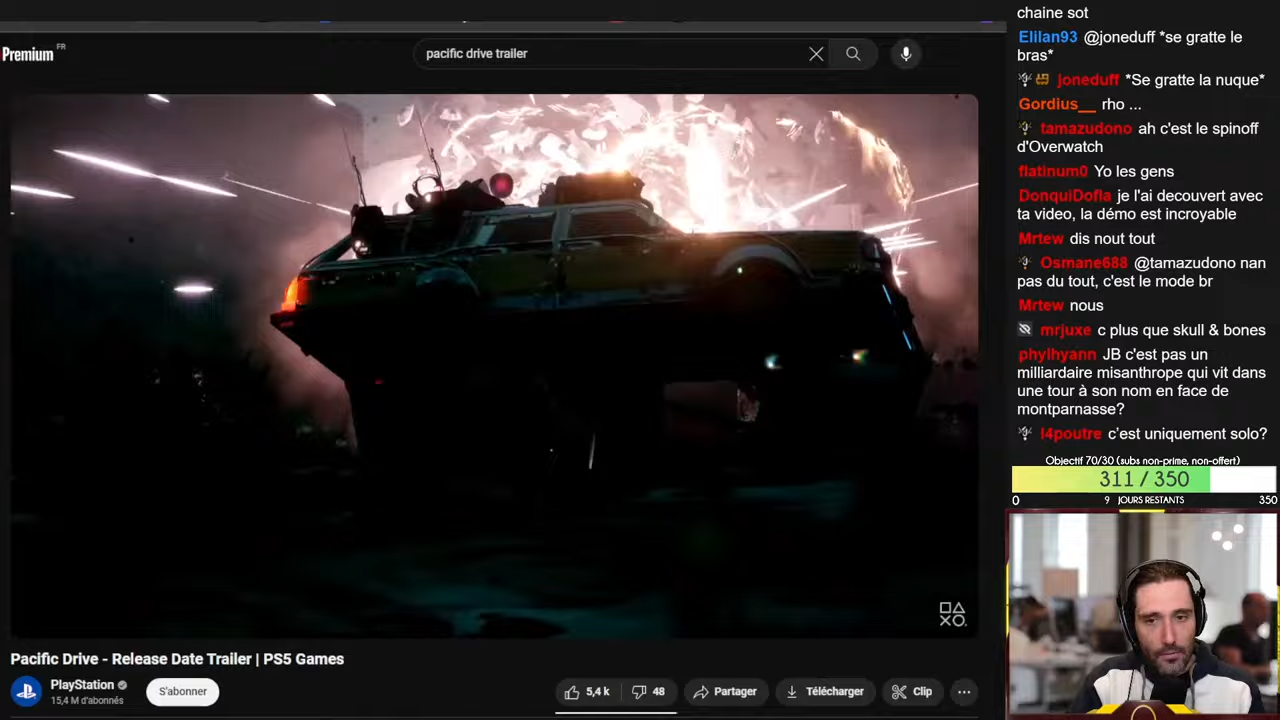 Premium FR
pacific drive trailer
Pacific Drive - Release Date Trailer | PS5 Games
PlayStation
15,4 M d'abonnés
S'abonner
5,4 k
48
Partager
Télécharger
Clip
chaine sot
Elilan93 @joneduff *se gratte le
bras*
joneduff *Se gratte la nuque*
Gordius__ rho ...
tamazudono ah c'est le spinoff
d'Overwatch
flatinum0 Yo les gens
DonquiDofla je l'ai decouvert avec
ta video, la démo est incroyable
Mrtew dis nout tout
Osmane688 @tamazudono nan
pas du tout, c'est le mode br
Mrtew nous
mrjuxe c plus que skull & bones
phylhyann JB c'est pas un
milliardaire misanthrope qui vit dans
une tour à son nom en face de
montparnasse?
l4poutre c'est uniquement solo?
Objectif 70/30 (subs non-prime, non-offert)
311 / 350
0 9 JOURS RESTANTS 350